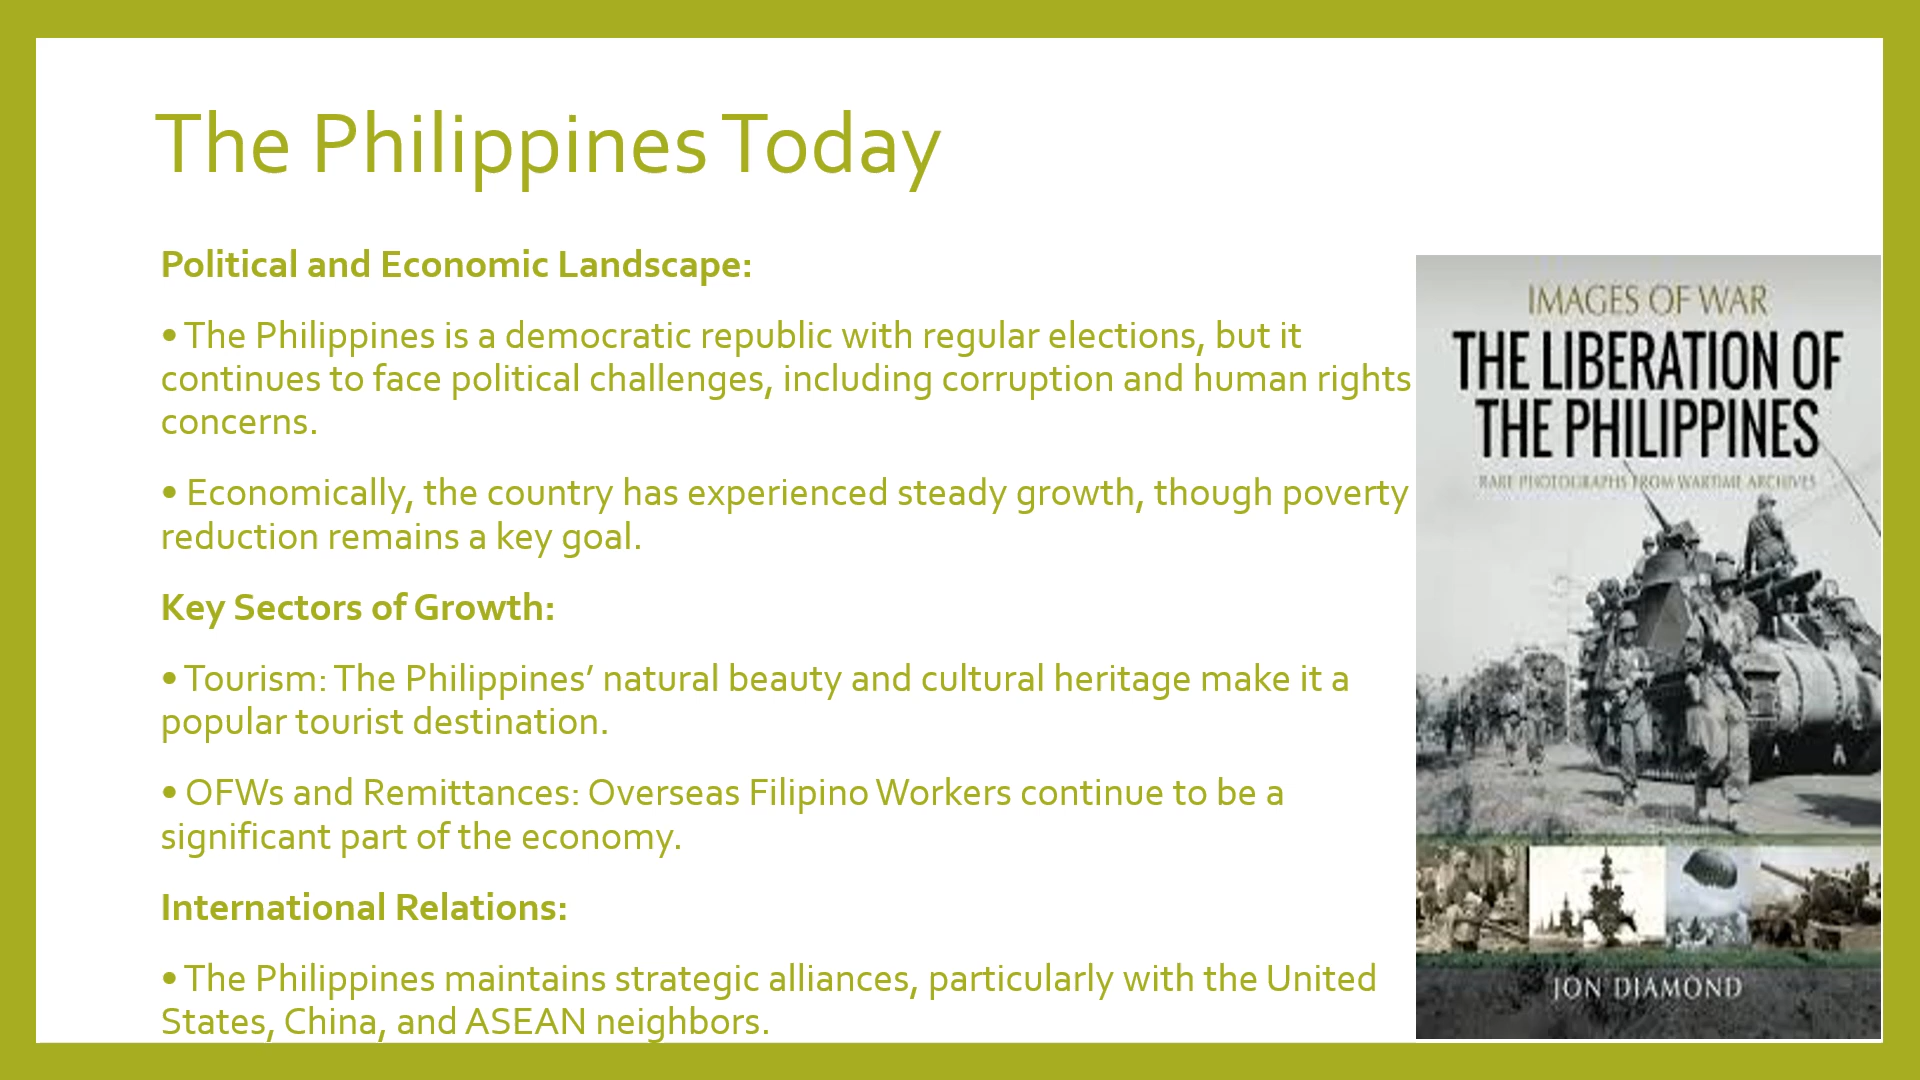 The Philippines Today
Political and Economic Landscape:
• The Philippines is a democratic republic with regular elections, but it
continues to face political challenges, including corruption and human rights
concerns.
• Economically, the country has experienced steady growth, though poverty
reduction remains a key goal.
Key Sectors of Growth:
• Tourism: The Philippines’ natural beauty and cultural heritage make it a
popular tourist destination.
• OFWs and Remittances: Overseas Filipino Workers continue to be a
significant part of the economy.
International Relations:
• The Philippines maintains strategic alliances, particularly with the United
States, China, and ASEAN neighbors.
IMAGES OF WAR
THE LIBERATION OF
THE PHILIPPINES
RARE PHOTOGRAPHS FROM WARTIME ARCHIVES
JON DIAMOND